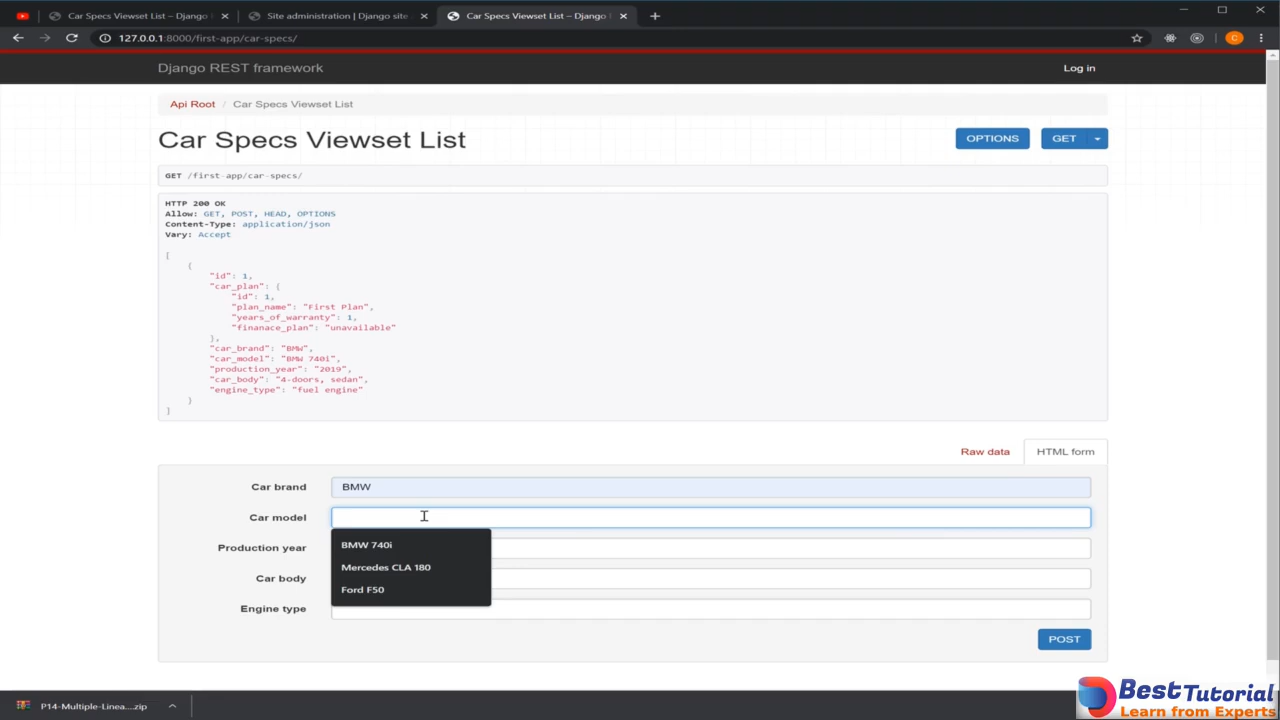 Car Specs Viewset List – Django
Site administration | Django site
Car Specs Viewset List – Django
127.0.0.1:8000/first-app/car-specs/
C
Django REST framework
Log in
Api Root / Car Specs Viewset List
Car Specs Viewset List
OPTIONS
GET
GET /first-app/car-specs/
HTTP 200 OK
Allow: GET, POST, HEAD, OPTIONS
Content-Type: application/json
Vary: Accept
[
{
"id": 1,
"car_plan": {
"id": 1,
"plan_name": "First Plan",
"years_of_warranty": 1,
"finanace_plan": "unavailable"
},
"car_brand": "BMW",
"car_model": "BMW 740i",
"production_year": "2019",
"car_body": "4-doors, sedan",
"engine_type": "fuel engine"
}
]
Raw data
HTML form
Car brand
BMW
Car model
BMW 740i
Production year
Mercedes CLA 180
Car body
Ford F50
Engine type
POST
P14-Multiple-Linea....zip
BestTutorial
Learn from Experts